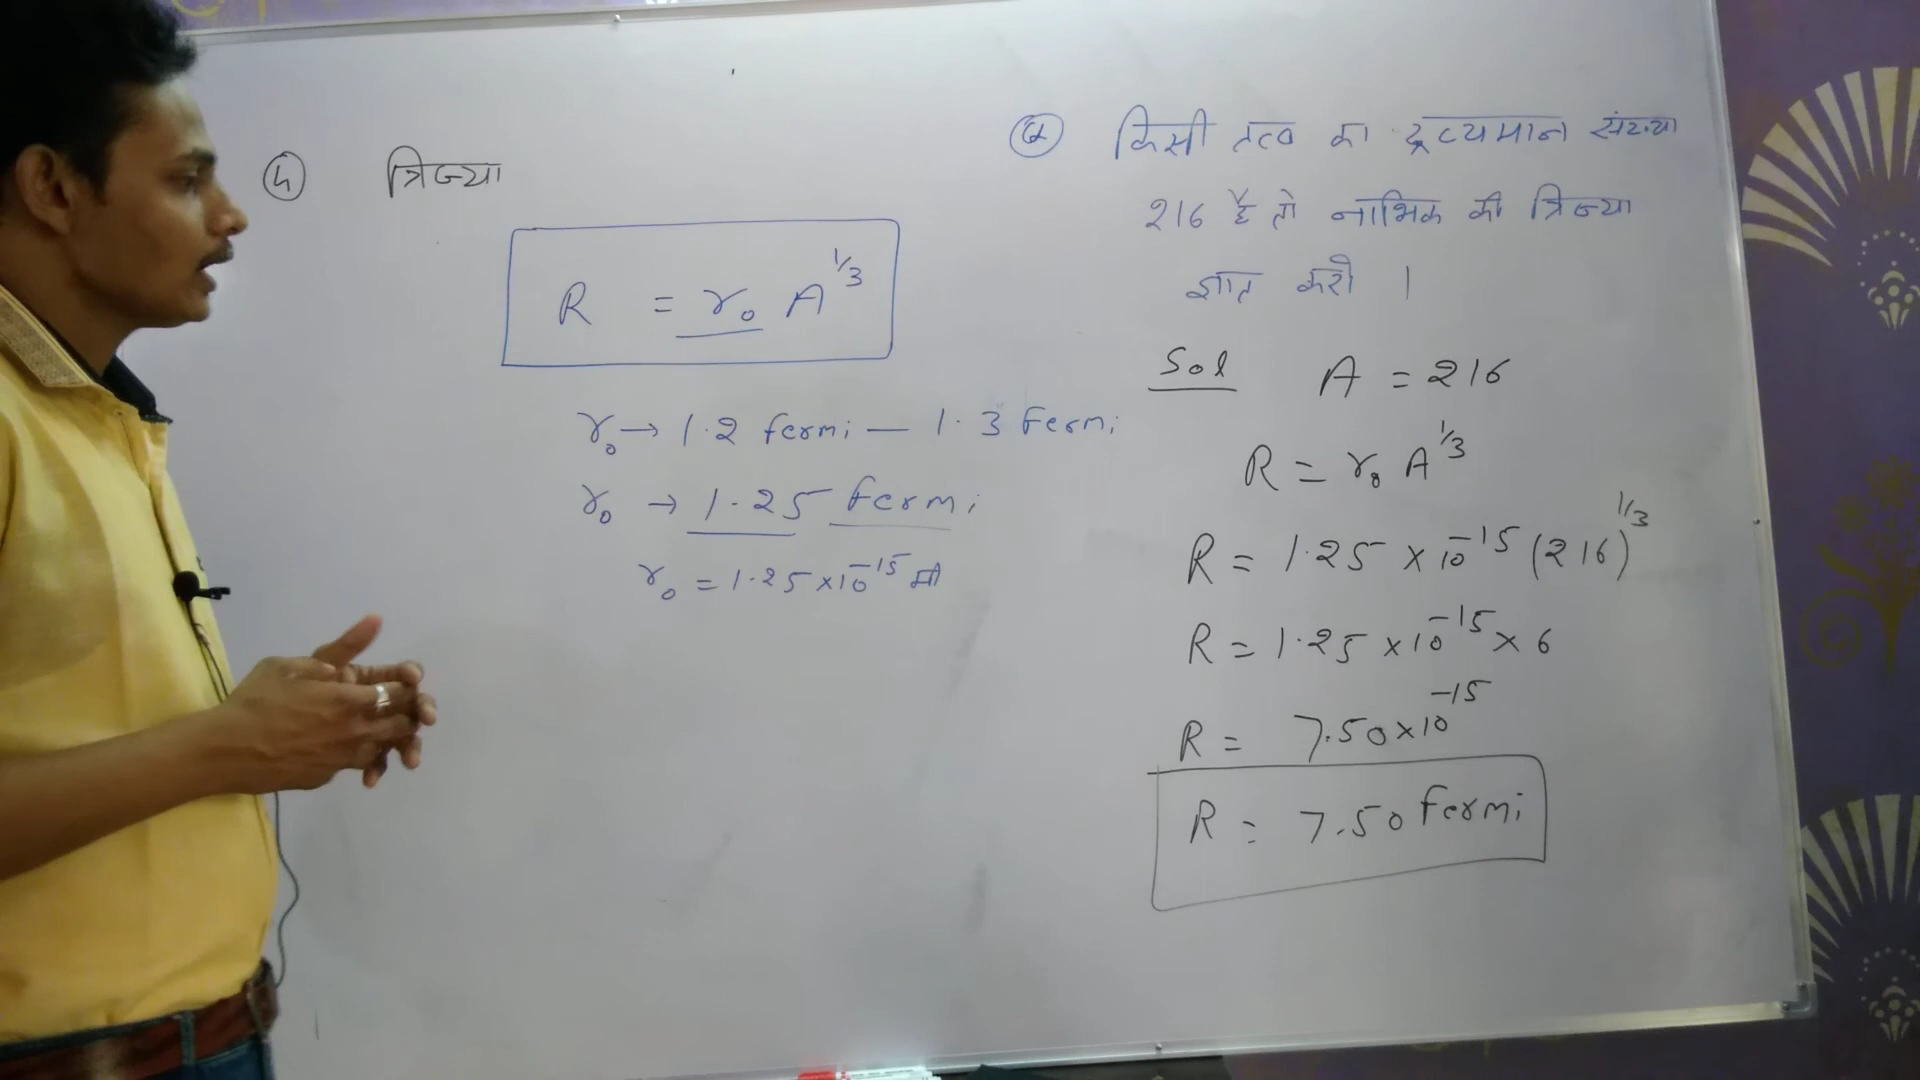 ④ त्रिज्या
R = r₀ A^1/3
r₀ → 1.2 fermi — 1.3 Fermi
r₀ → 1.25 fermi
r₀ = 1.25 × 10^-15 मी
Ⓠ किसी तत्व का द्रव्यमान संख्या
216 है तो नाभिक की त्रिज्या
ज्ञात करो ।
Sol A = 216
R = r₀ A^1/3
R = 1.25 × 10^-15 (216)^1/3
R = 1.25 × 10^-15 × 6
R = 7.50 × 10^-15
R = 7.50 Fermi